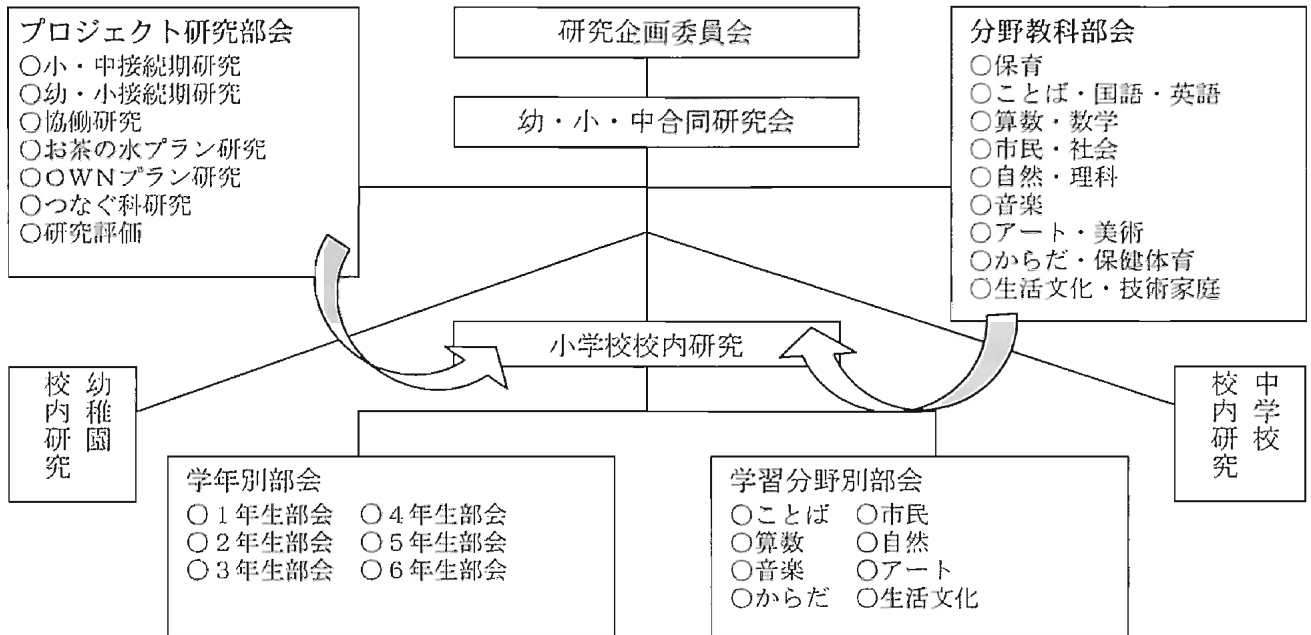 プロジェクト研究部会
○小・中接続期研究
○幼・小接続期研究
○協働研究
○お茶の水プラン研究
○OWNプラン研究
○つなぐ科研究
○研究評価
研究企画委員会
幼・小・中合同研究会
分野教科部会
○保育
○ことば・国語・英語
○算数・数学
○市民・社会
○自然・理科
○音楽
○アート・美術
○からだ・保健体育
○生活文化・技術家庭
小学校校内研究
幼稚園
校内研究
中学校
校内研究
学年別部会
○1年生部会 ○4年生部会
○2年生部会 ○5年生部会
○3年生部会 ○6年生部会
学習分野別部会
○ことば ○市民
○算数 ○自然
○音楽 ○アート
○からだ ○生活文化